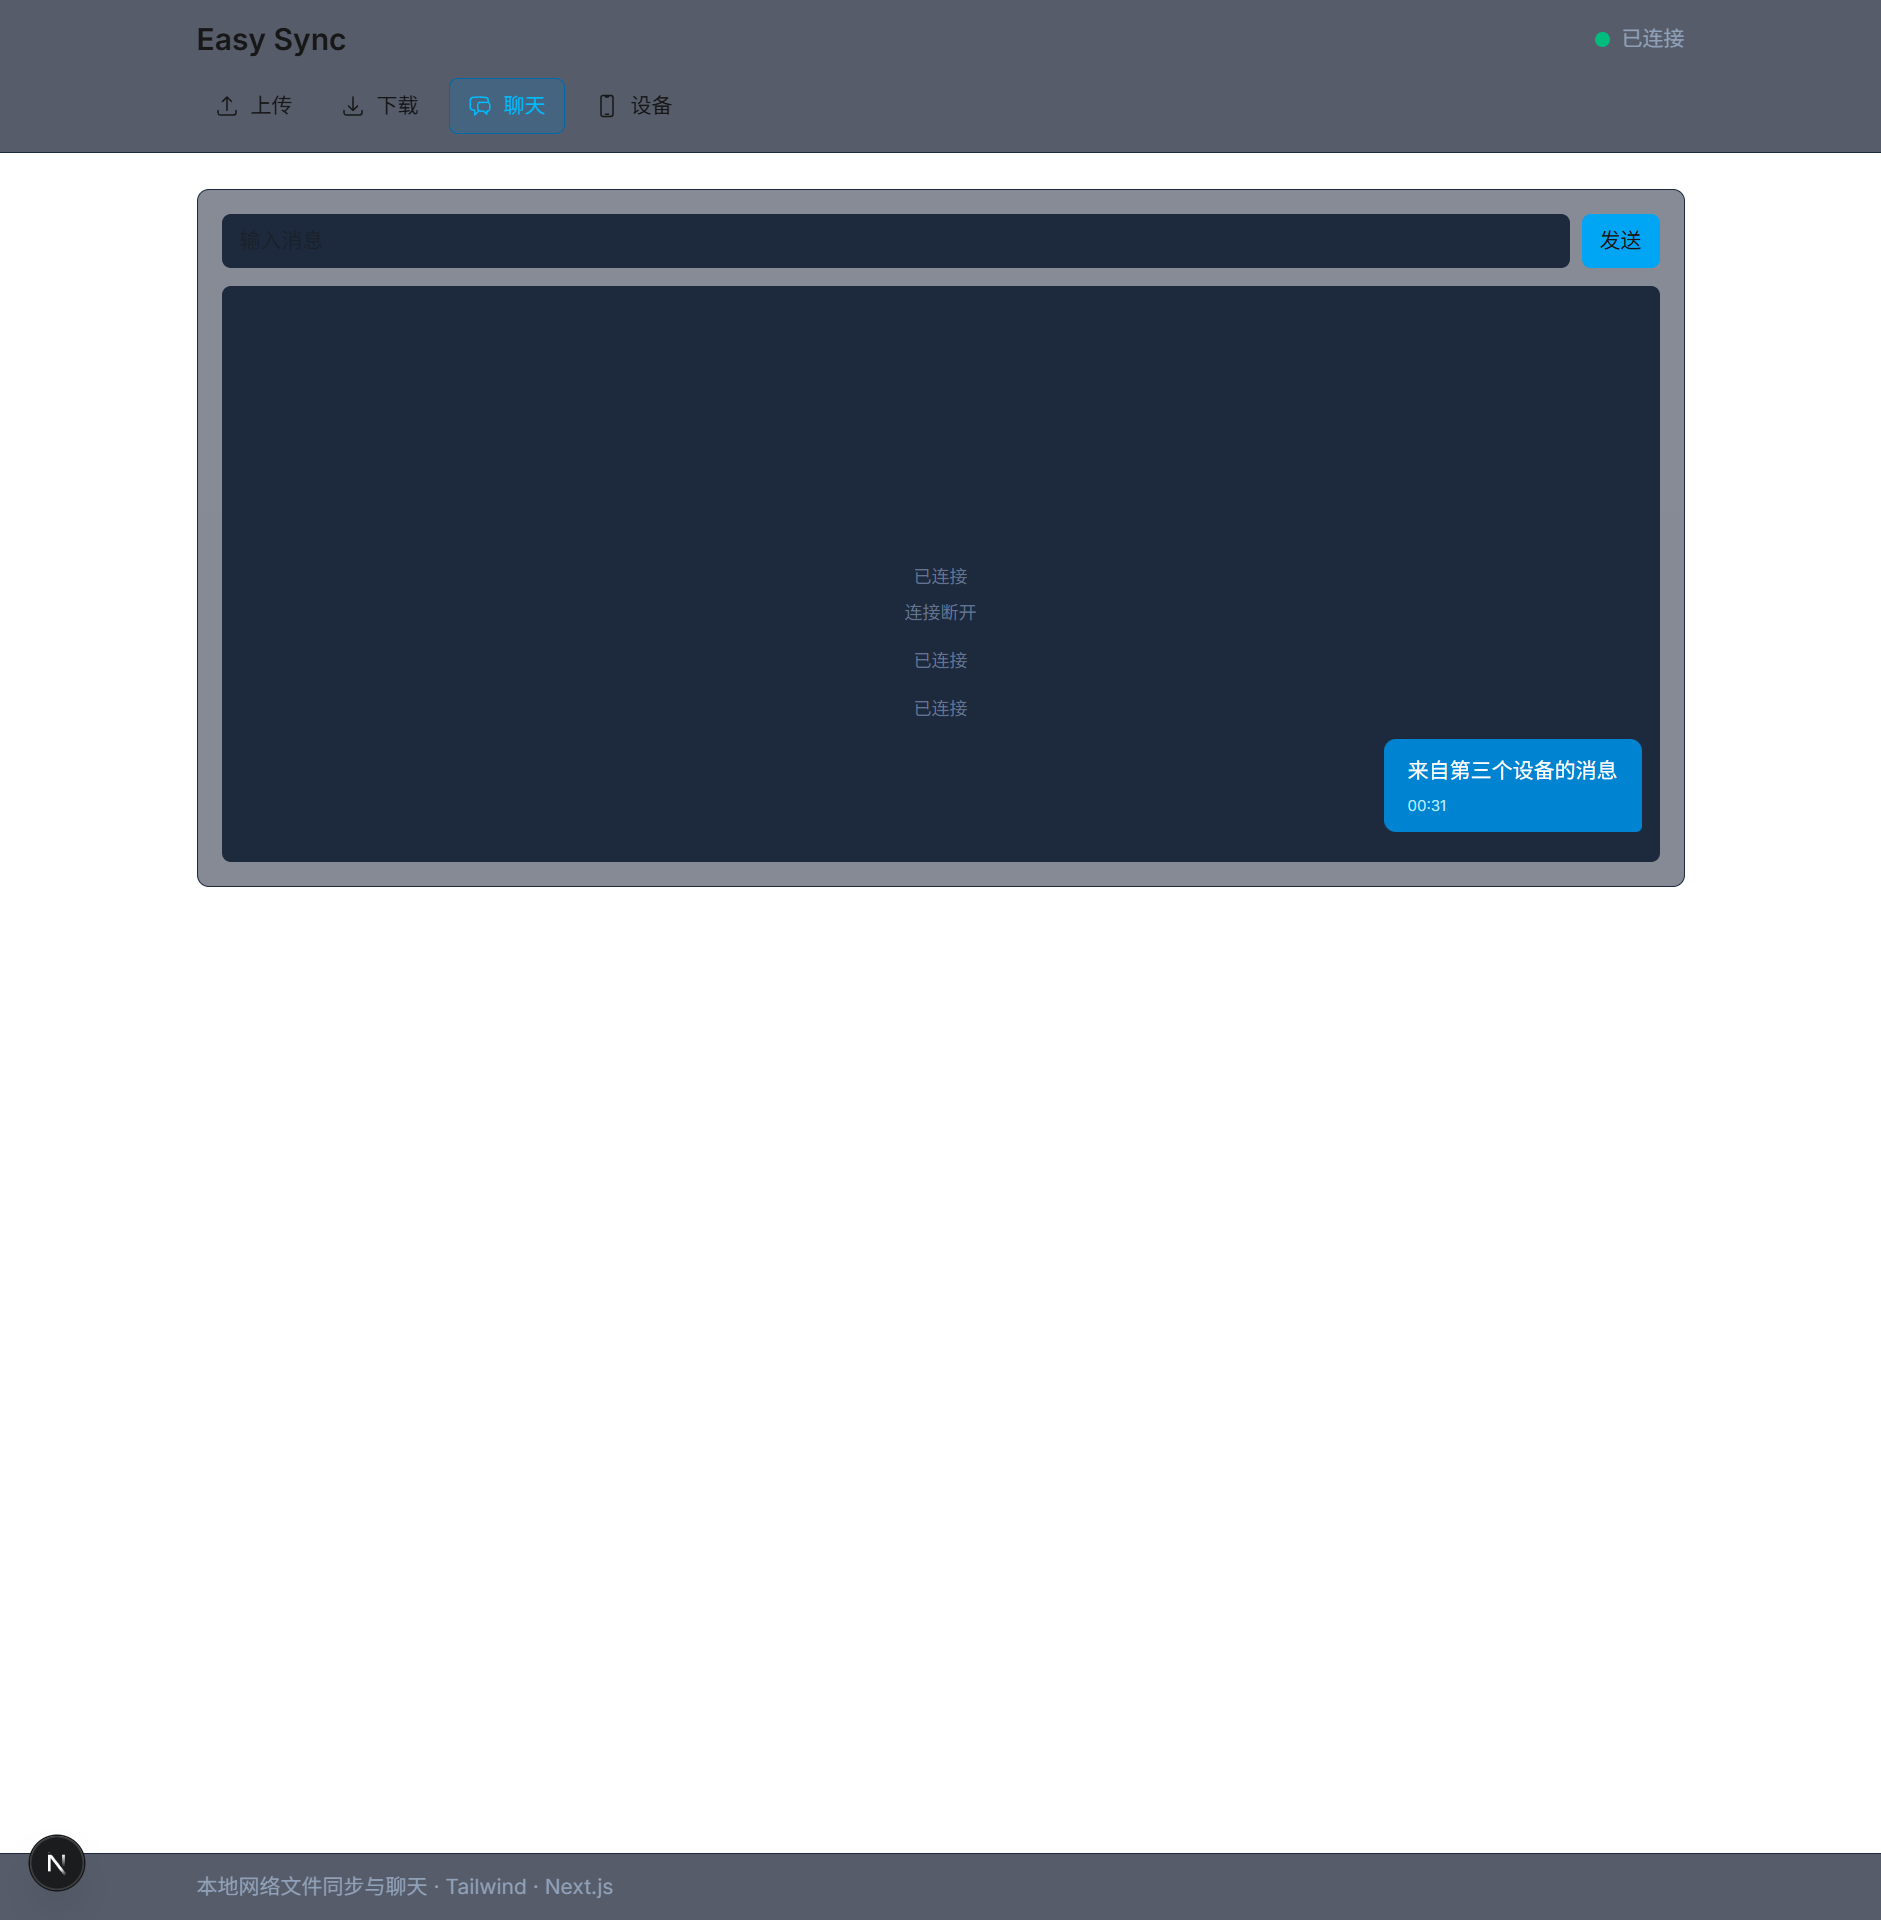 Easy Sync
已连接
上传
下载
聊天
设备
输入消息
发送
已连接
连接断开
已连接
已连接
来自第三个设备的消息
00:31
N
本地网络文件同步与聊天 · Tailwind · Next.js